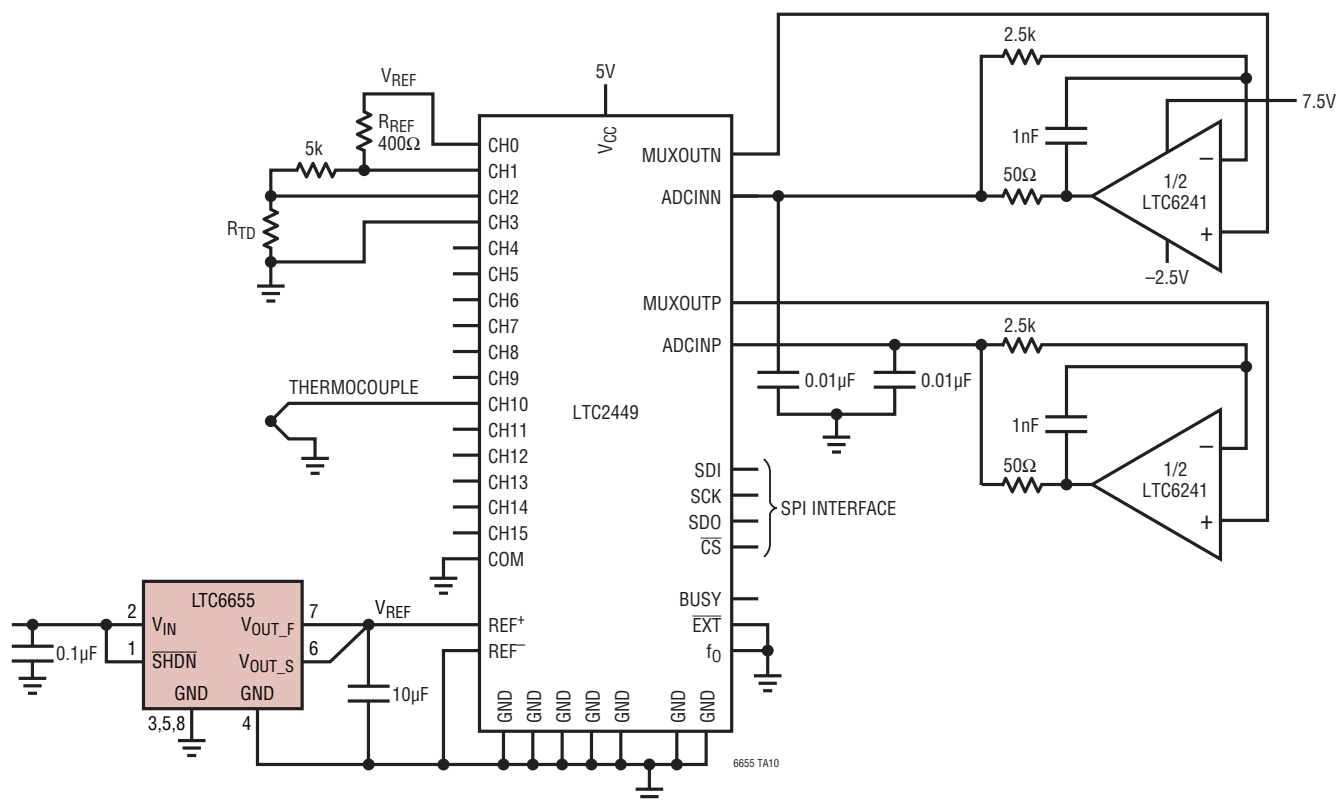 VREF
RREF
400Ω
5k
RTD
THERMOCOUPLE
5V
VCC
CH0
CH1
CH2
CH3
CH4
CH5
CH6
CH7
CH8
CH9
CH10
CH11
CH12
CH13
CH14
CH15
COM
REF+
REF−
LTC2449
MUXOUTN
ADCINN
MUXOUTP
ADCINP
SDI
SCK
SDO
CS
SPI INTERFACE
BUSY
EXT
fO
GND
GND
GND
GND
GND
GND
GND
0.01µF
0.01µF
2.5k
1nF
50Ω
7.5V
−
1/2
LTC6241
+
−2.5V
2.5k
1nF
50Ω
−
1/2
LTC6241
+
LTC6655
2
VIN
1
SHDN
VOUT_F
7
VOUT_S
6
GND
GND
3,5,8
4
0.1µF
VREF
10µF
6655 TA10